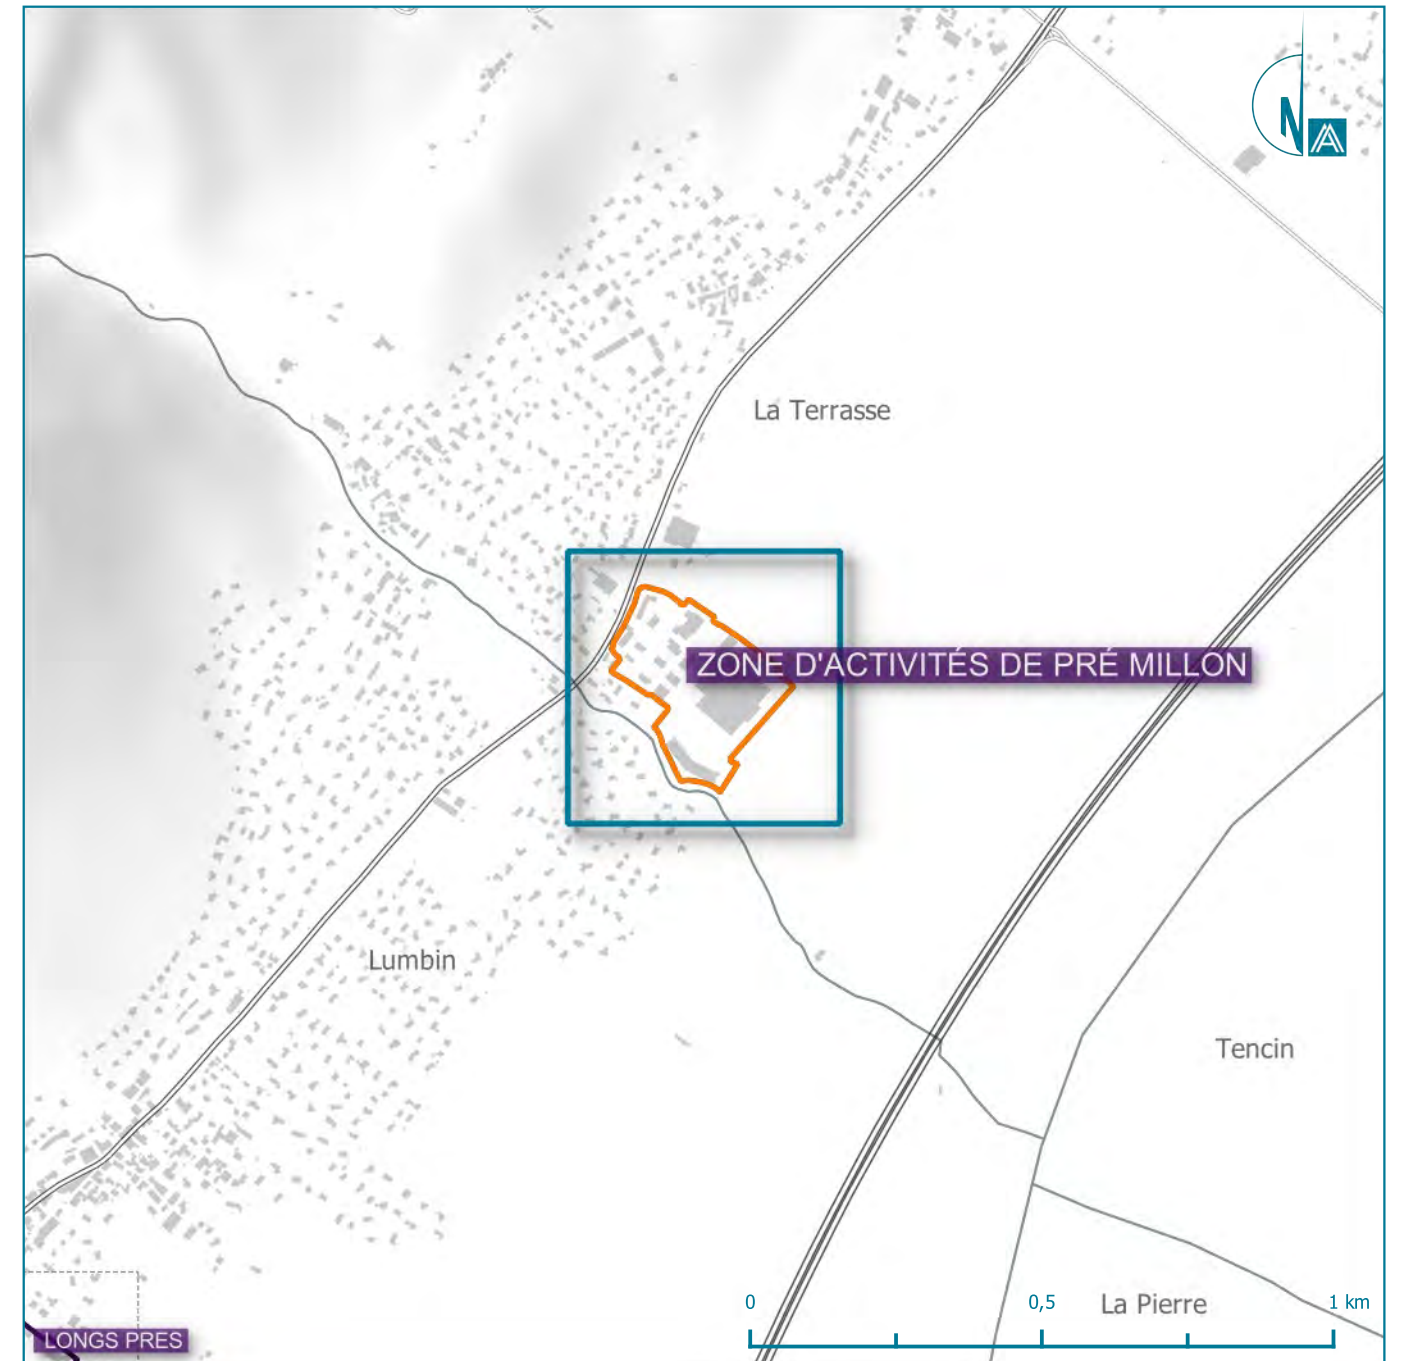 N
La Terrasse
ZONE D'ACTIVITÉS DE PRÉ MILLON
Lumbin
Tencin
0 0,5 1 km
La Pierre
LONGS PRES